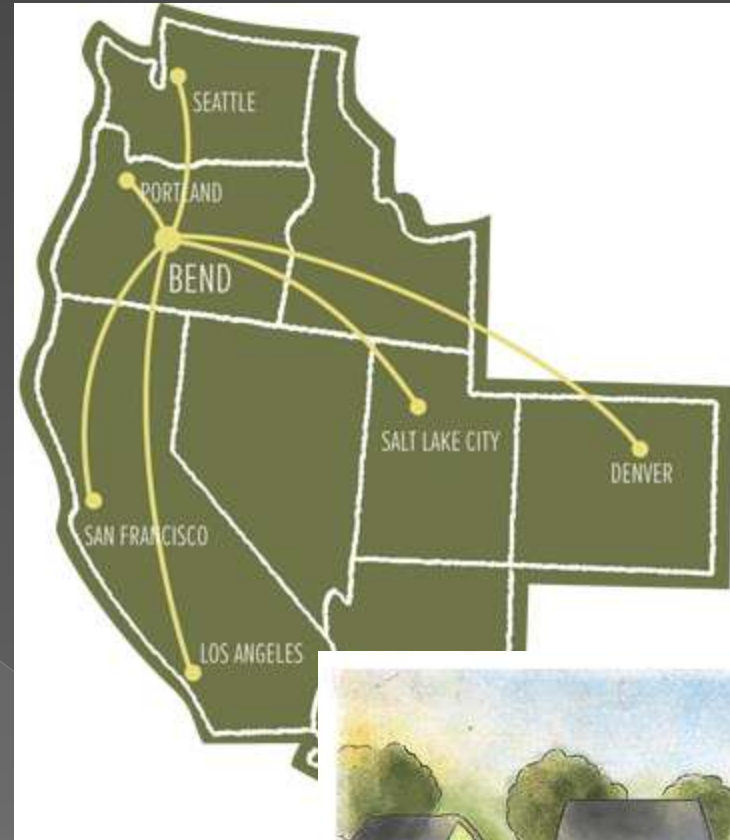 SEATTLE
PORTLAND
BEND
SALT LAKE CITY
DENVER
SAN FRANCISCO
LOS ANGELES